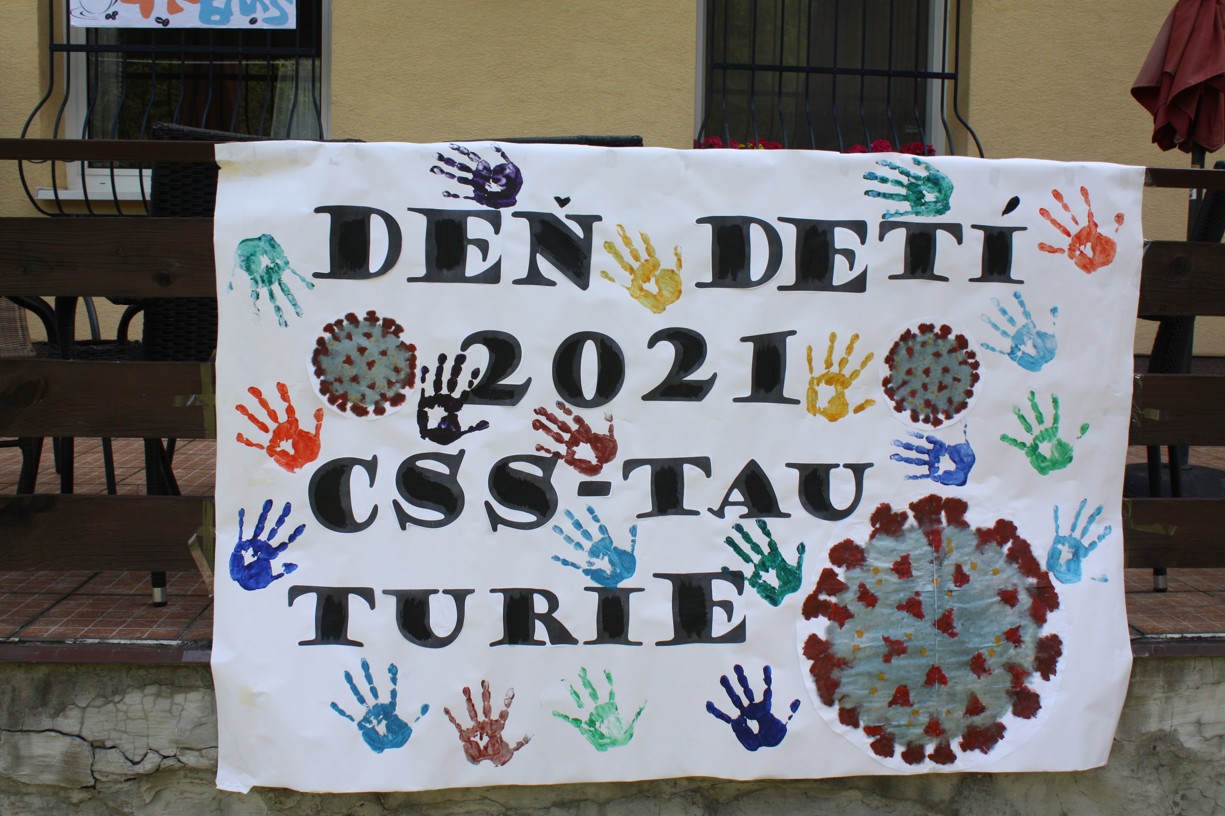 DEŇ DETÍ
2021
CSS-TAU
TURIE